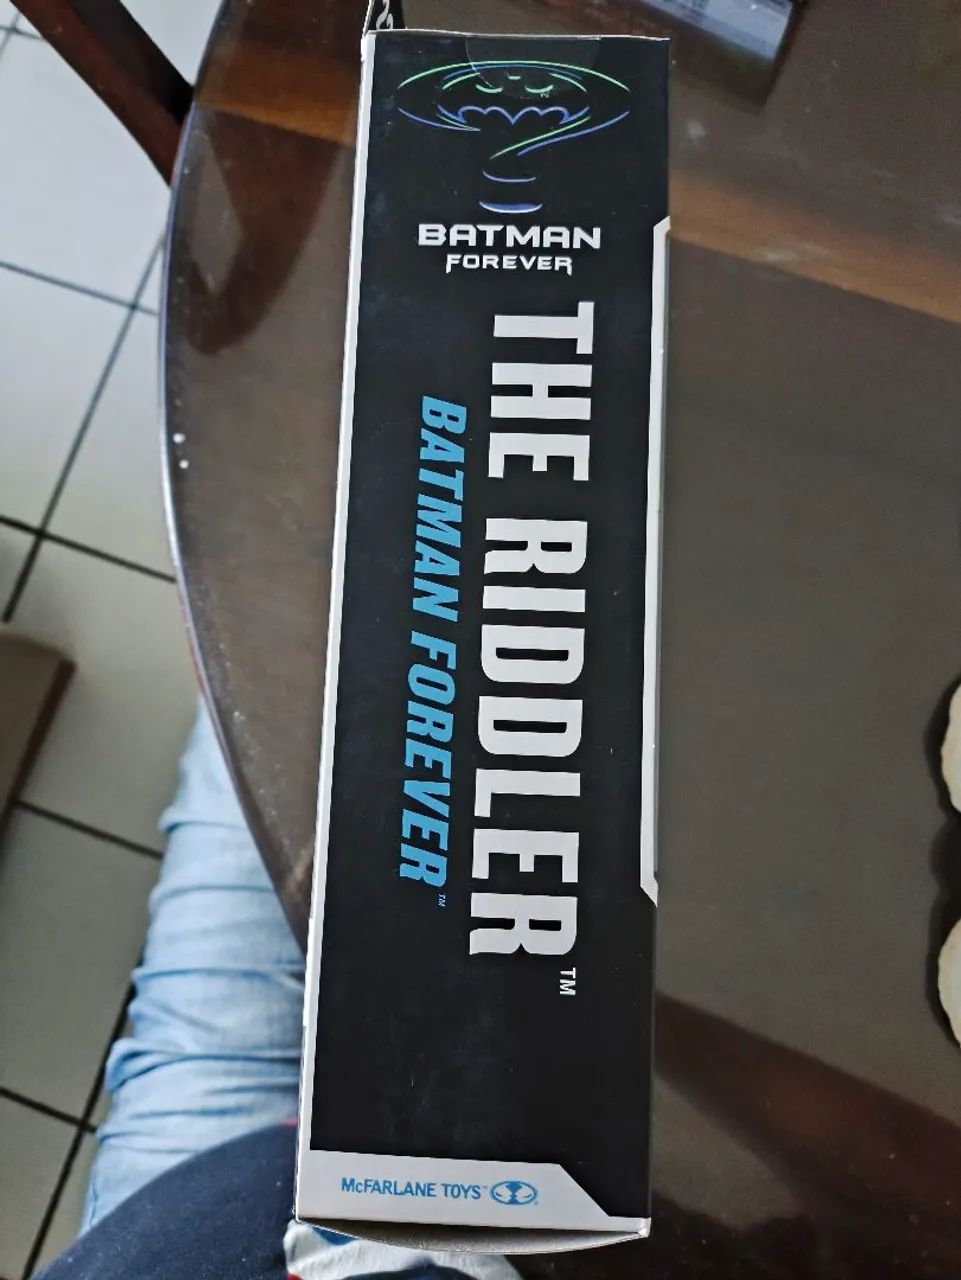 BATMAN
FOREVER
THE RIDDLER™
BATMAN FOREVER™
McFARLANE TOYS™